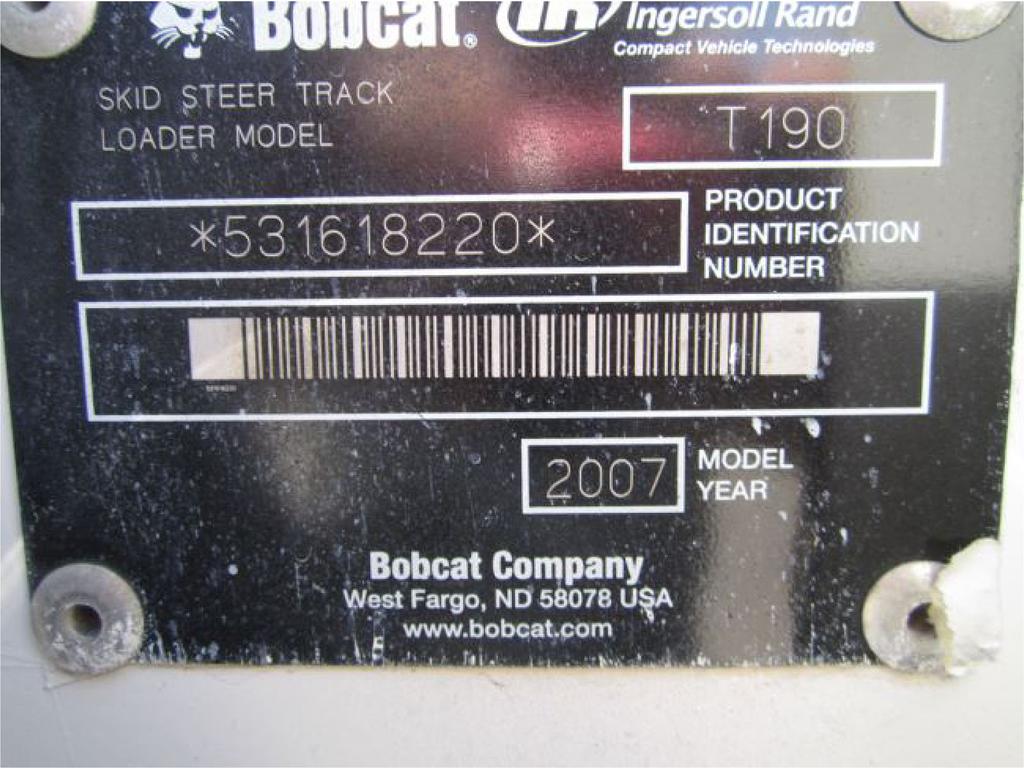 Bobcat®
IR Ingersoll Rand
Compact Vehicle Technologies
SKID STEER TRACK
LOADER MODEL
T190
*531618220*
PRODUCT
IDENTIFICATION
NUMBER
2007
MODEL
YEAR
Bobcat Company
West Fargo, ND 58078 USA
www.bobcat.com